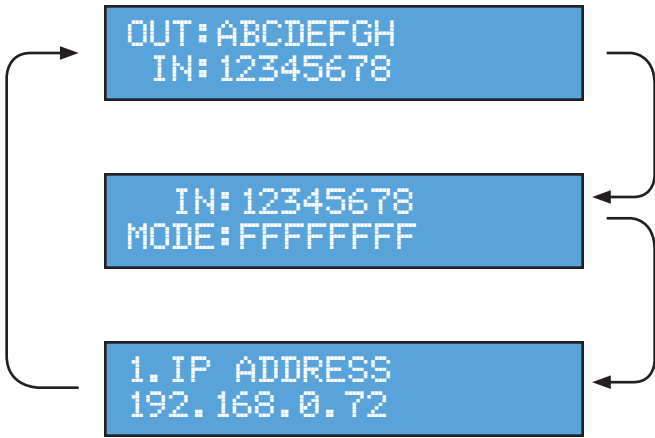 OUT:ABCDEFGH
IN:12345678
IN:12345678
MODE:FFFFFFFF
1.IP ADDRESS
192.168.0.72